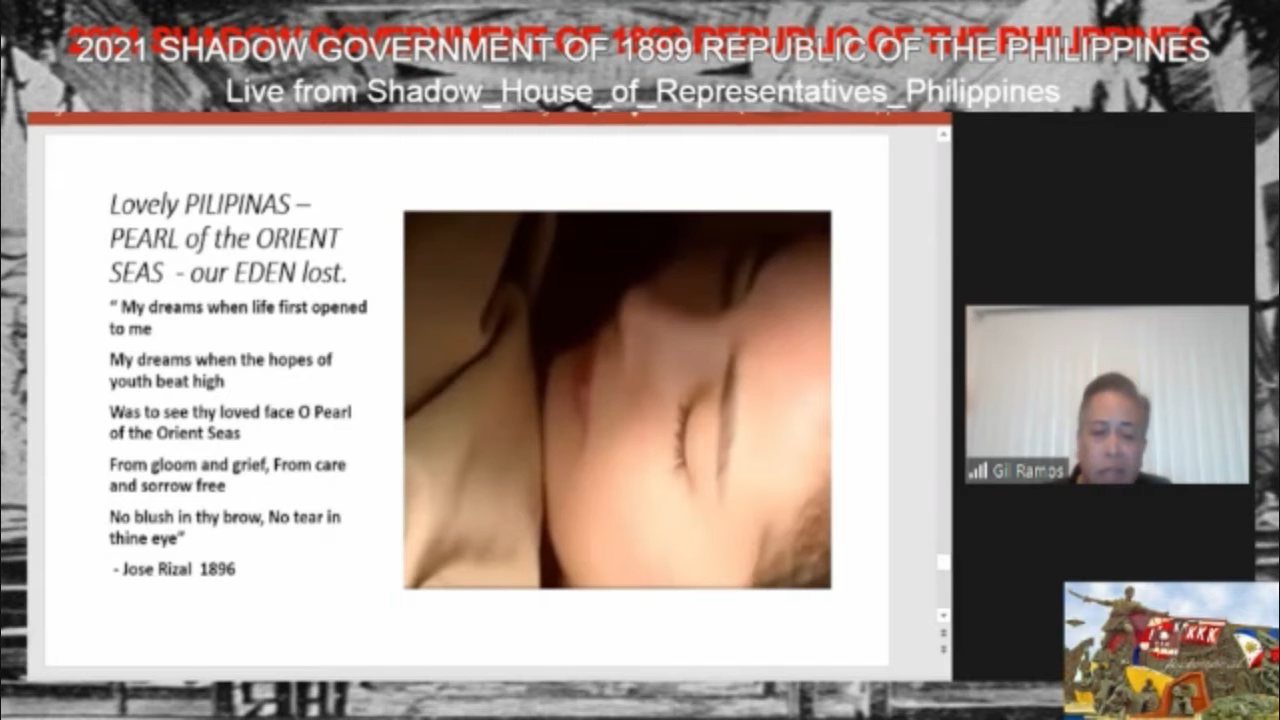 2021 SHADOW GOVERNMENT OF 1899 REPUBLIC OF THE PHILIPPINES
Live from Shadow_House_of_Representatives_Philippines
Lovely PILIPINAS –
PEARL of the ORIENT
SEAS - our EDEN lost.
“ My dreams when life first opened
to me
My dreams when the hopes of
youth beat high
Was to see thy loved face O Pearl
of the Orient Seas
From gloom and grief, From care
and sorrow free
No blush in thy brow, No tear in
thine eye”
- Jose Rizal 1896
Gil Ramos
KKK